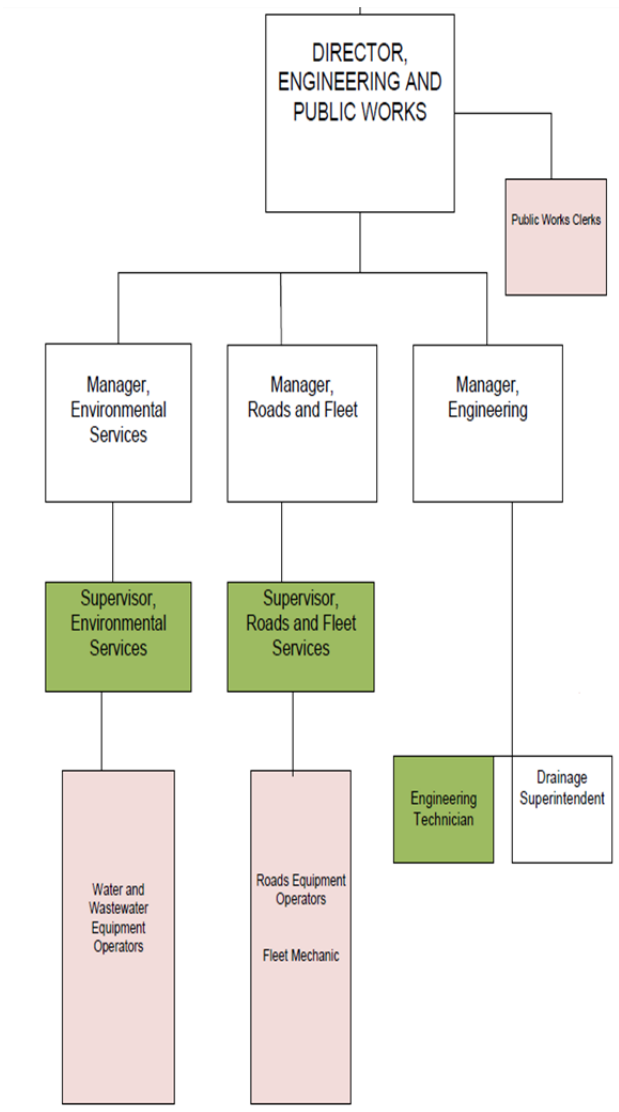 DIRECTOR,
ENGINEERING AND
PUBLIC WORKS
Public Works Clerks
Manager,
Environmental
Services
Manager,
Roads and Fleet
Manager,
Engineering
Supervisor,
Environmental
Services
Supervisor,
Roads and Fleet
Services
Engineering
Technician
Drainage
Superintendent
Water and
Wastewater
Equipment
Operators
Roads Equipment
Operators
Fleet Mechanic